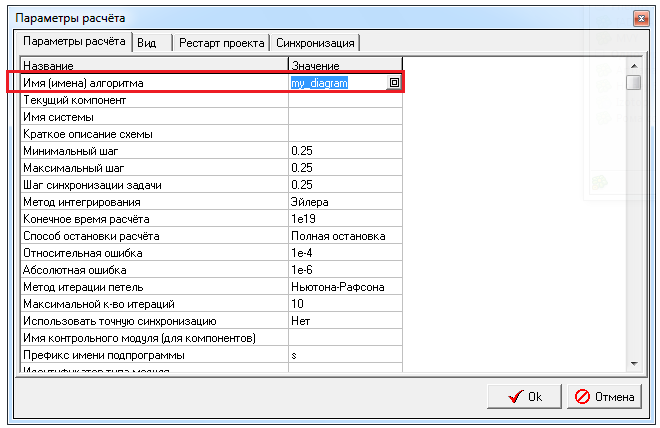 Параметры расчёта
Параметры расчёта Вид Рестарт проекта Синхронизация
Название Значение
Имя (имена) алгоритма my_diagram
Текущий компонент
Имя системы
Краткое описание схемы
Минимальный шаг 0.25
Максимальный шаг 0.25
Шаг синхронизации задачи 0.25
Метод интегрирования Эйлера
Конечное время расчёта 1e19
Способ остановки расчёта Полная остановка
Относительная ошибка 1e-4
Абсолютная ошибка 1e-6
Метод итерации петель Ньютона-Рафсона
Максимальной к-во итераций 10
Использовать точную синхронизацию Нет
Имя контрольного модуля (для компонентов)
Префикс имени подпрограммы s
Идентификатор типа модуля
Ok Отмена